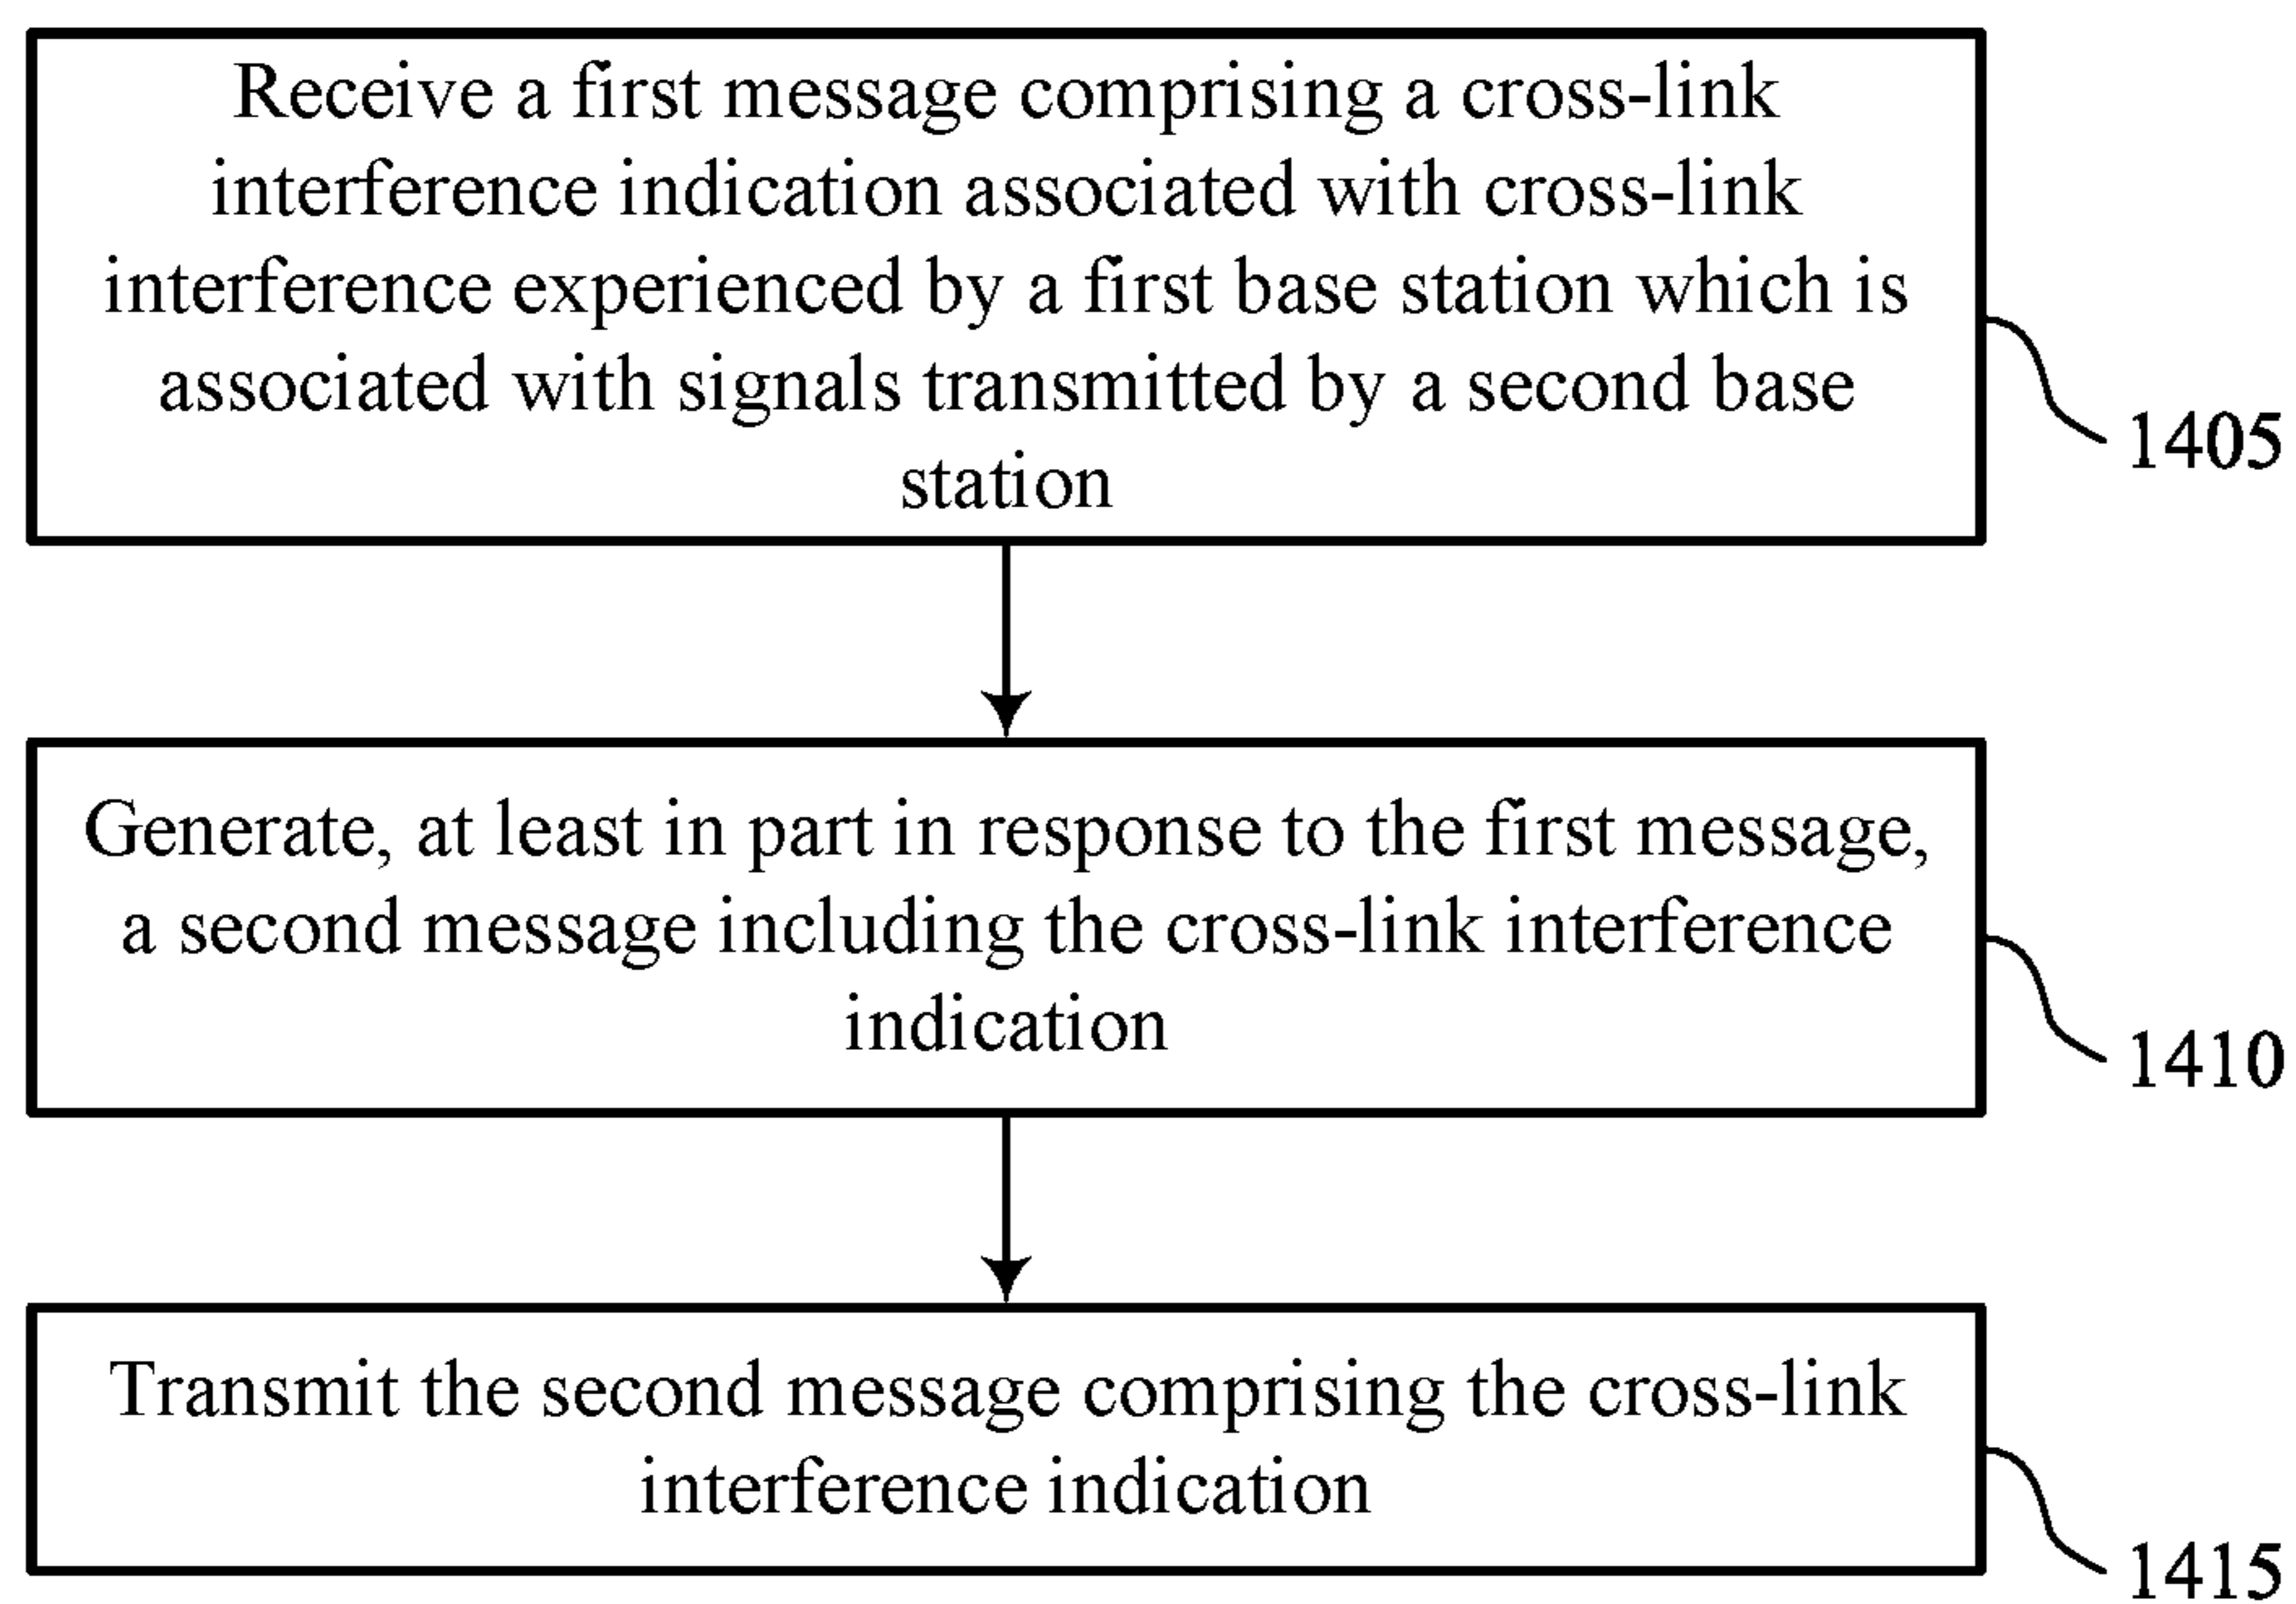 Receive a first message comprising a cross-link
interference indication associated with cross-link
interference experienced by a first base station which is
associated with signals transmitted by a second base
station
1405
Generate, at least in part in response to the first message,
a second message including the cross-link interference
indication
1410
Transmit the second message comprising the cross-link
interference indication
1415